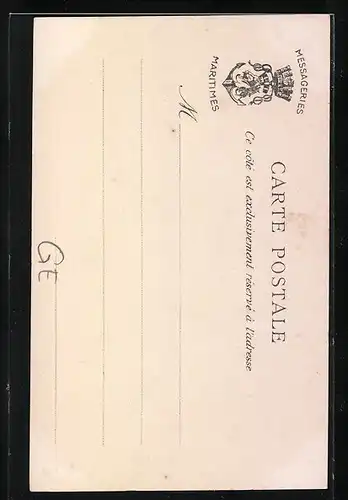 MESSAGERIES
MARITIMES
CARTE POSTALE
Ce côté est exclusivement réservé à l'adresse
M
GE